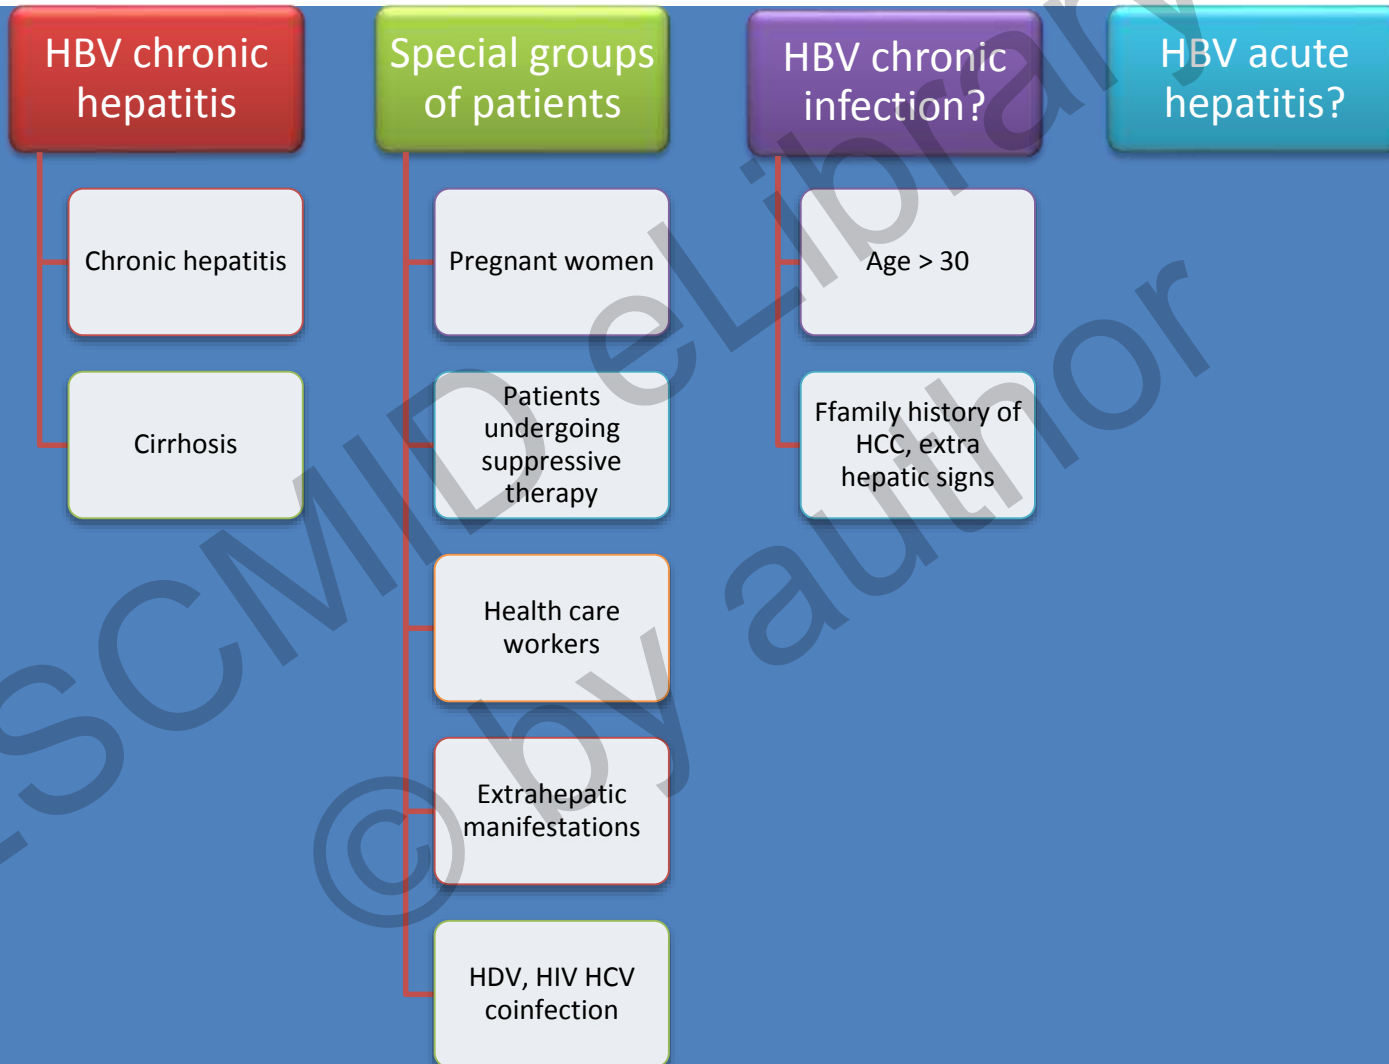 HBV chronic
hepatitis
Chronic hepatitis
Cirrhosis
Special groups
of patients
Pregnant women
Patients
undergoing
suppressive
therapy
Health care
workers
Extrahepatic
manifestations
HDV, HIV HCV
coinfection
HBV chronic
infection?
Age > 30
Ffamily history of
HCC, extra
hepatic signs
HBV acute
hepatitis?
ESCMID eLibrary
© by author